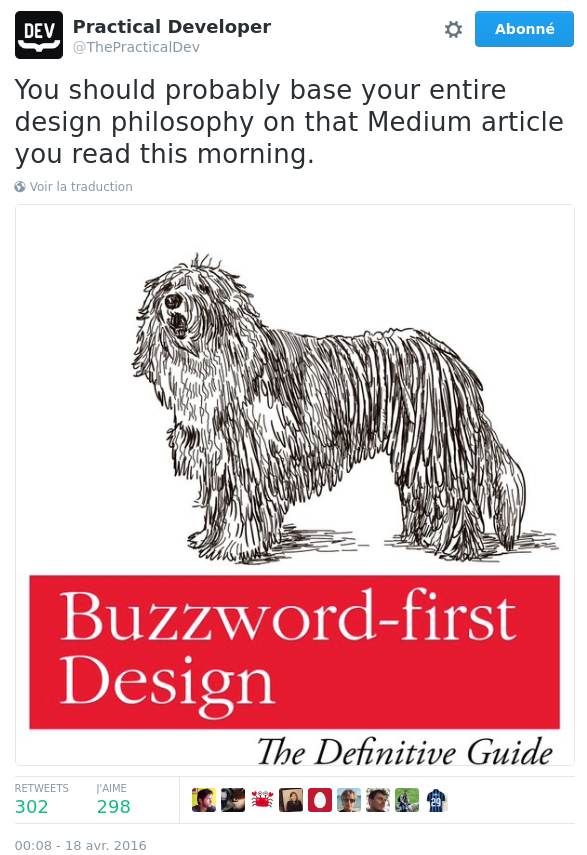 DEV
Practical Developer
@ThePracticalDev
Abonné
You should probably base your entire
design philosophy on that Medium article
you read this morning.
Voir la traduction
Buzzword-first
Design
The Definitive Guide
RETWEETS
302
J'AIME
298
29
00:08 - 18 avr. 2016